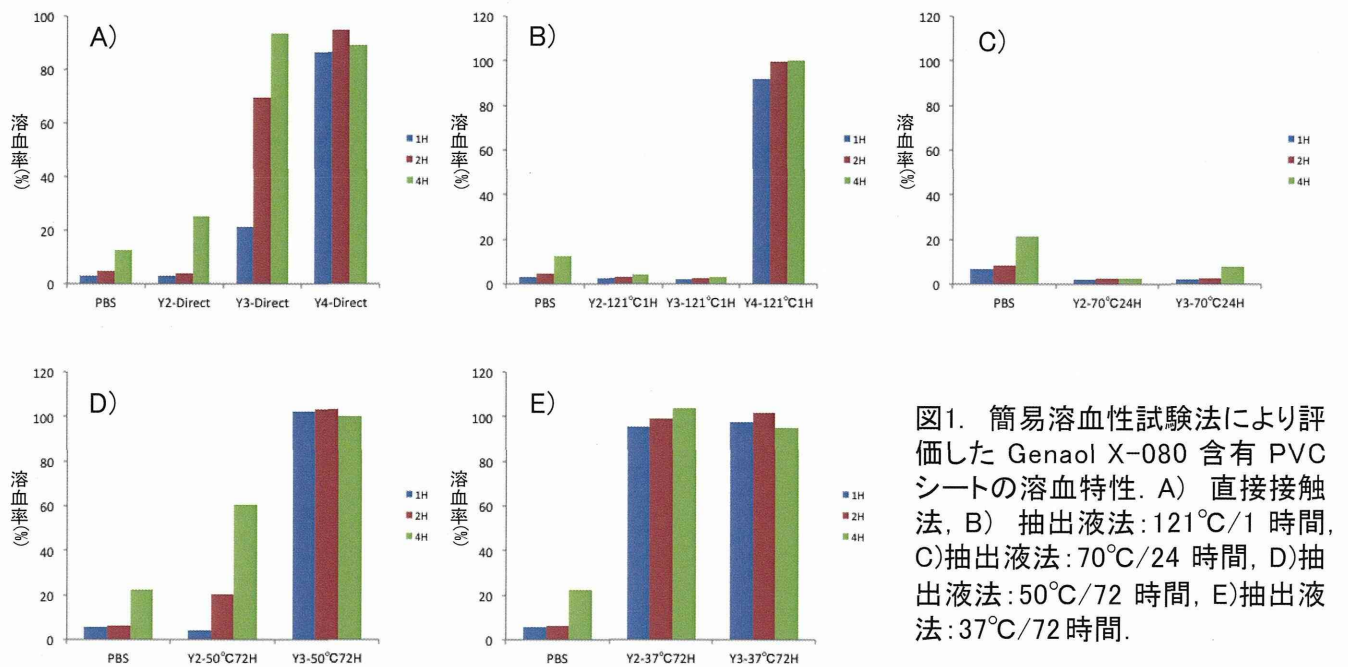 A)
100
80
60
40
20
0
溶血率(%)
PBS
Y2-Direct
Y3-Direct
Y4-Direct
1H
2H
4H
B)
120
100
80
60
40
20
0
溶血率(%)
PBS
Y2-121℃1H
Y3-121℃1H
Y4-121℃1H
1H
2H
4H
C)
120
100
80
60
40
20
0
溶血率(%)
PBS
Y2-70℃24H
Y3-70℃24H
1H
2H
4H
D)
120
100
80
60
40
20
0
溶血率(%)
PBS
Y2-50℃72H
Y3-50℃72H
1H
2H
4H
E)
120
100
80
60
40
20
0
溶血率(%)
PBS
Y2-37℃72H
Y3-37℃72H
1H
2H
4H
図1. 簡易溶血性試験法により評
価した Genaol X-080 含有 PVC
シートの溶血特性. A) 直接接触
法, B) 抽出液法:121℃/1 時間,
C)抽出液法:70℃/24 時間, D)抽
出液法:50℃/72 時間, E)抽出液
法:37℃/72時間.